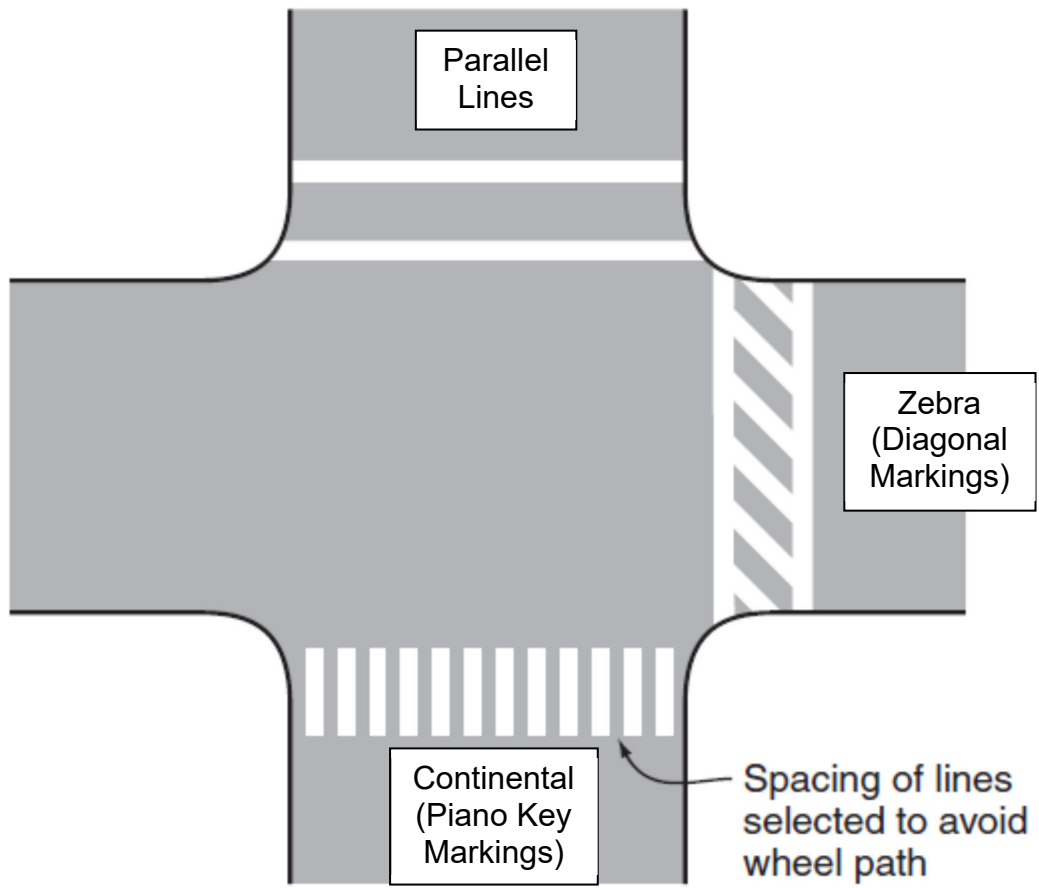 Parallel
Lines
Zebra
(Diagonal
Markings)
Continental
(Piano Key
Markings)
Spacing of lines
selected to avoid
wheel path